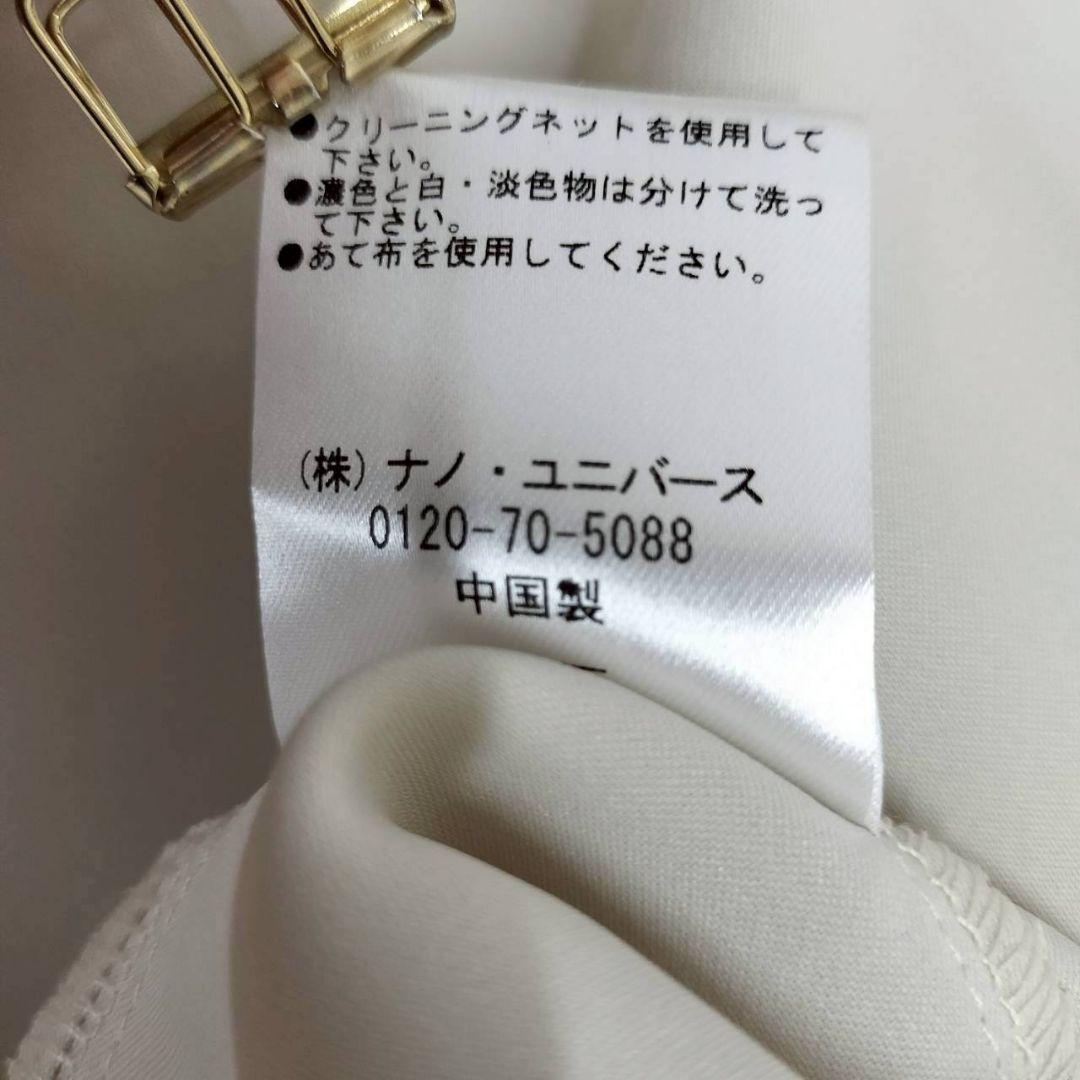 ●クリーニングネットを使用して
下さい。
●濃色と白・淡色物は分けて洗っ
て下さい。
●あて布を使用してください。
(株)ナノ・ユニバース
0120-70-5088
中国製